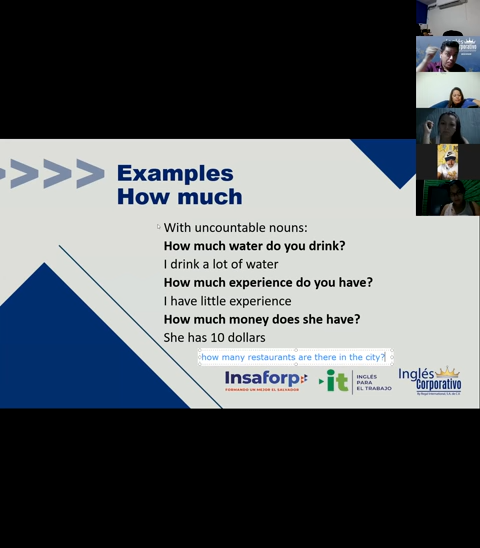 Inglés
Corporativo
>>>>
Examples
How much
With uncountable nouns:
How much water do you drink?
I drink a lot of water
How much experience do you have?
I have little experience
How much money does she have?
She has 10 dollars
how many restaurants are there in the city?
Insaforp
FORMANDO UN MEJOR EL SALVADOR
it
INGLÉS
PARA
EL TRABAJO
Inglés
Corporativo